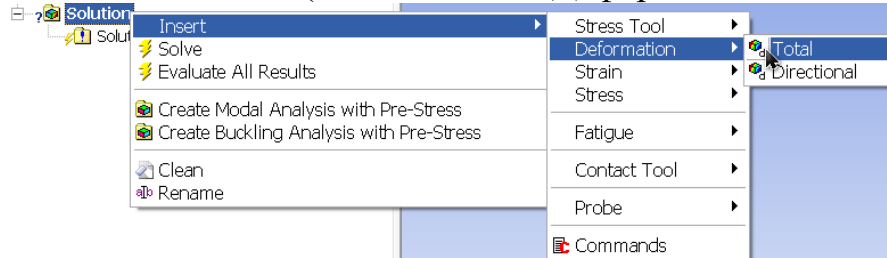 Solution
Solut
Insert
Solve
Evaluate All Results
Create Modal Analysis with Pre-Stress
Create Buckling Analysis with Pre-Stress
Clean
Rename
Stress Tool
Deformation
Strain
Stress
Fatigue
Contact Tool
Probe
Commands
Total
Directional